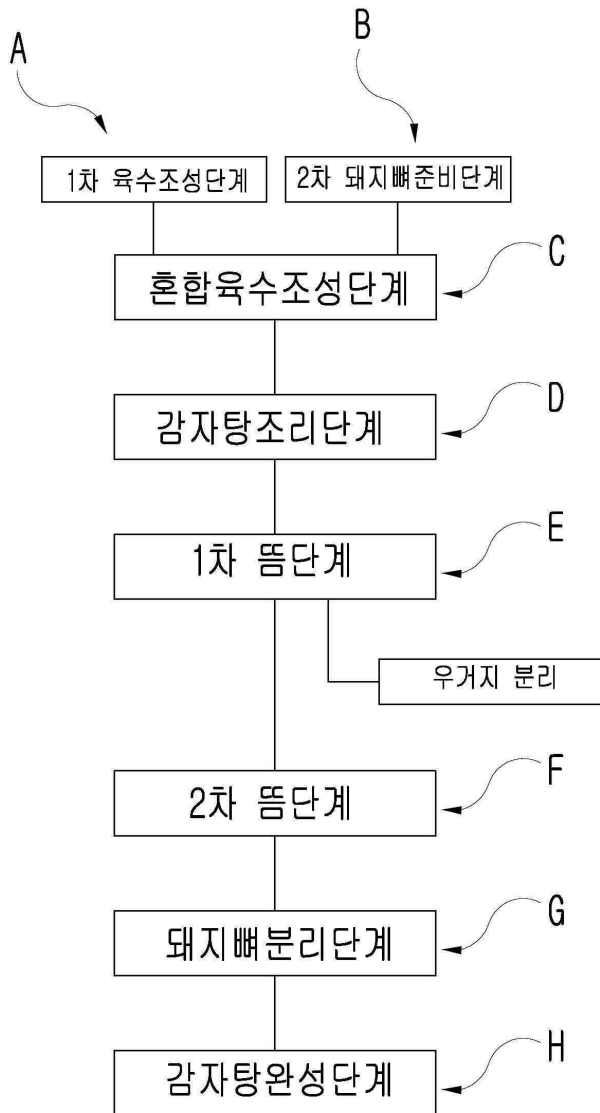 A
B
1차 육수조성단계
2차 돼지뼈준비단계
C
혼합육수조성단계
D
감자탕조리단계
E
1차 뜸단계
우거지 분리
F
2차 뜸단계
G
돼지뼈분리단계
H
감자탕완성단계